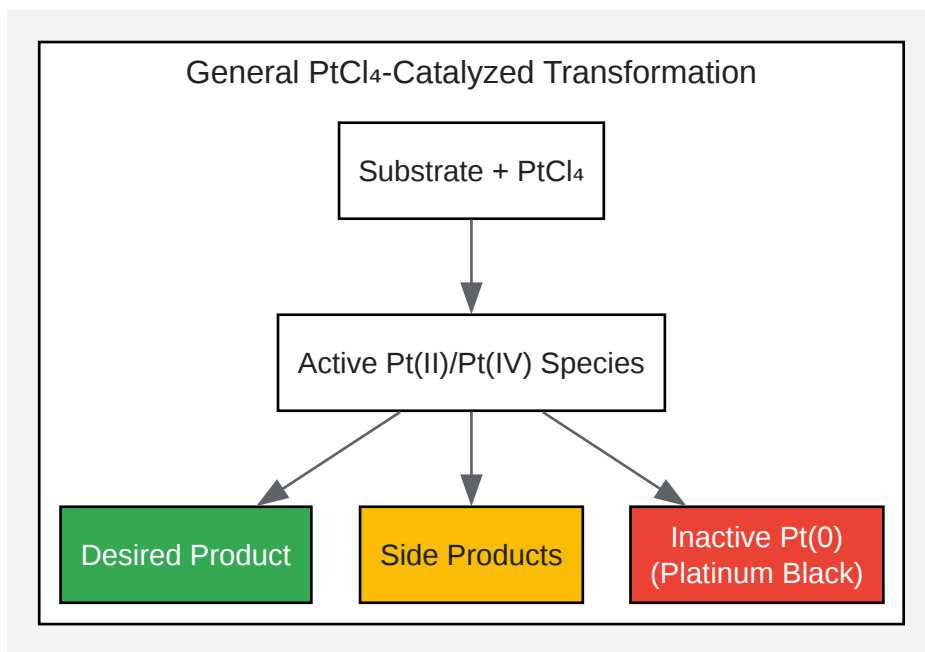 General PtCl₄-Catalyzed Transformation
Substrate + PtCl₄
Active Pt(II)/Pt(IV) Species
Desired Product
Side Products
Inactive Pt(0)
(Platinum Black)